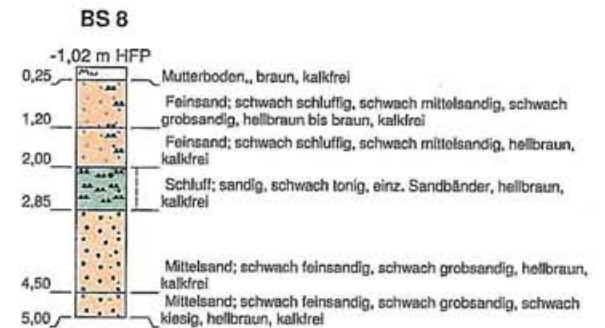 BS 8
-1,02 m HFP
0,25
Mutterboden,, braun, kalkfrei
Feinsand; schwach schluffig, schwach mittelsandig, schwach
grobsandig, hellbraun bis braun, kalkfrei
1,20
Feinsand; schwach schluffig, schwach mittelsandig, hellbraun,
kalkfrei
2,00
Schluff; sandig, schwach tonig, einz. Sandbänder, hellbraun,
kalkfrei
2,85
Mittelsand; schwach feinsandig, schwach grobsandig, hellbraun,
kalkfrei
4,50
Mittelsand; schwach feinsandig, schwach grobsandig, schwach
kiesig, hellbraun, kalkfrei
5,00